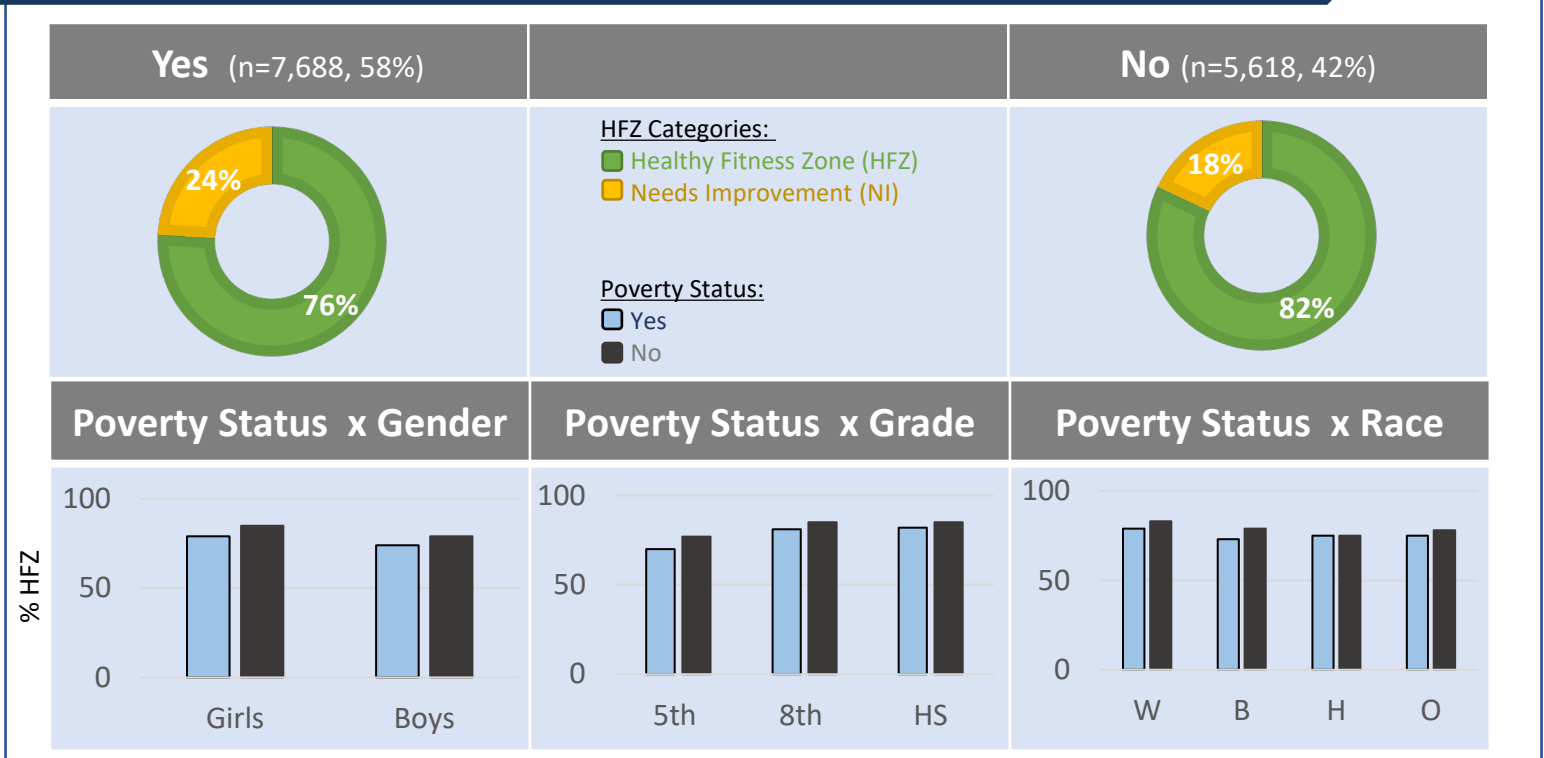 Yes (n=7,688, 58%)
No (n=5,618, 42%)
24%
76%
HFZ Categories:
Healthy Fitness Zone (HFZ)
Needs Improvement (NI)
Poverty Status:
Yes
No
18%
82%
Poverty Status x Gender
Poverty Status x Grade
Poverty Status x Race
% HFZ
100
50
0
Girls Boys
100
50
0
5th 8th HS
100
50
0
W B H O